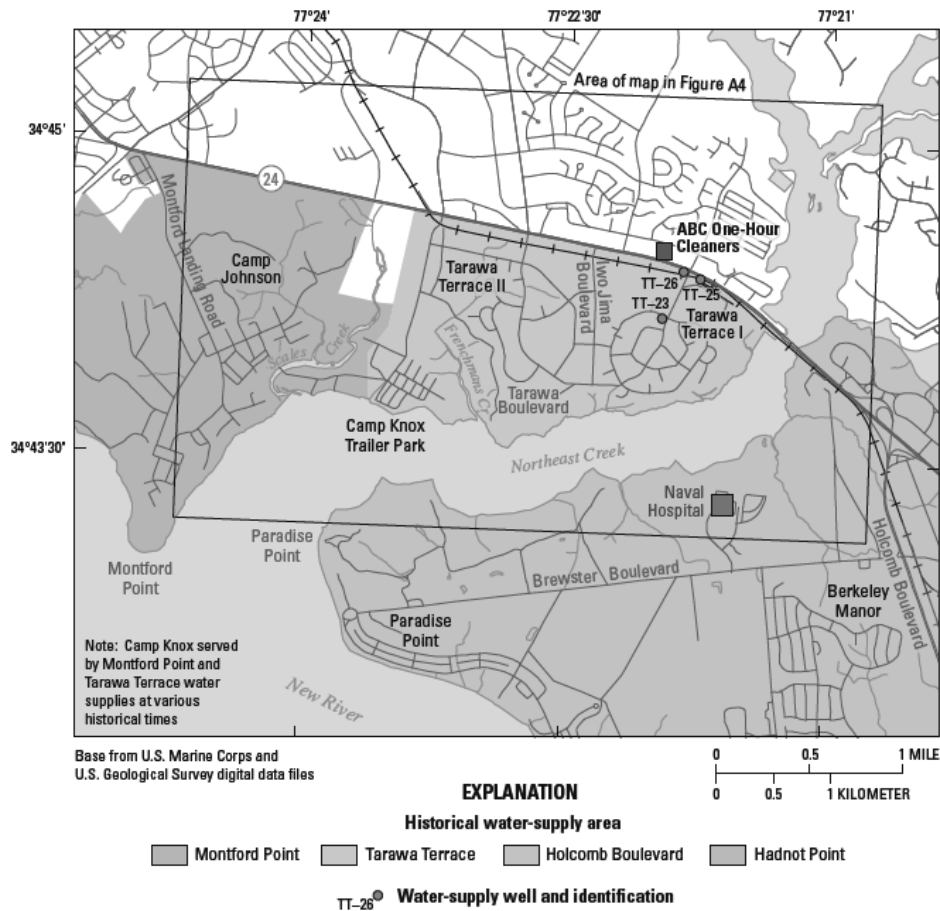 77°24'
77°22'30"
77°21'
Area of map in Figure A4
34°45'
24
ABC One-Hour
Cleaners
Montford Landing Road
Camp
Johnson
Tarawa
Terrace II
Iwo Jima
Boulevard
TT–26
TT–25
TT–23
Tarawa
Terrace I
Scales
Creek
Frenchmans Cr
Tarawa
Boulevard
Camp Knox
Trailer Park
34°43'30"
Northeast Creek
Naval
Hospital
Paradise
Point
Montford
Point
Brewster Boulevard
Holcomb Boulevard
Berkeley
Manor
Paradise
Point
Note: Camp Knox served
by Montford Point and
Tarawa Terrace water
supplies at various
historical times
New River
Base from U.S. Marine Corps and
U.S. Geological Survey digital data files
0 0.5 1 MILE
0 0.5 1 KILOMETER
EXPLANATION
Historical water-supply area
Montford Point Tarawa Terrace Holcomb Boulevard Hadnot Point
TT–26 Water-supply well and identification